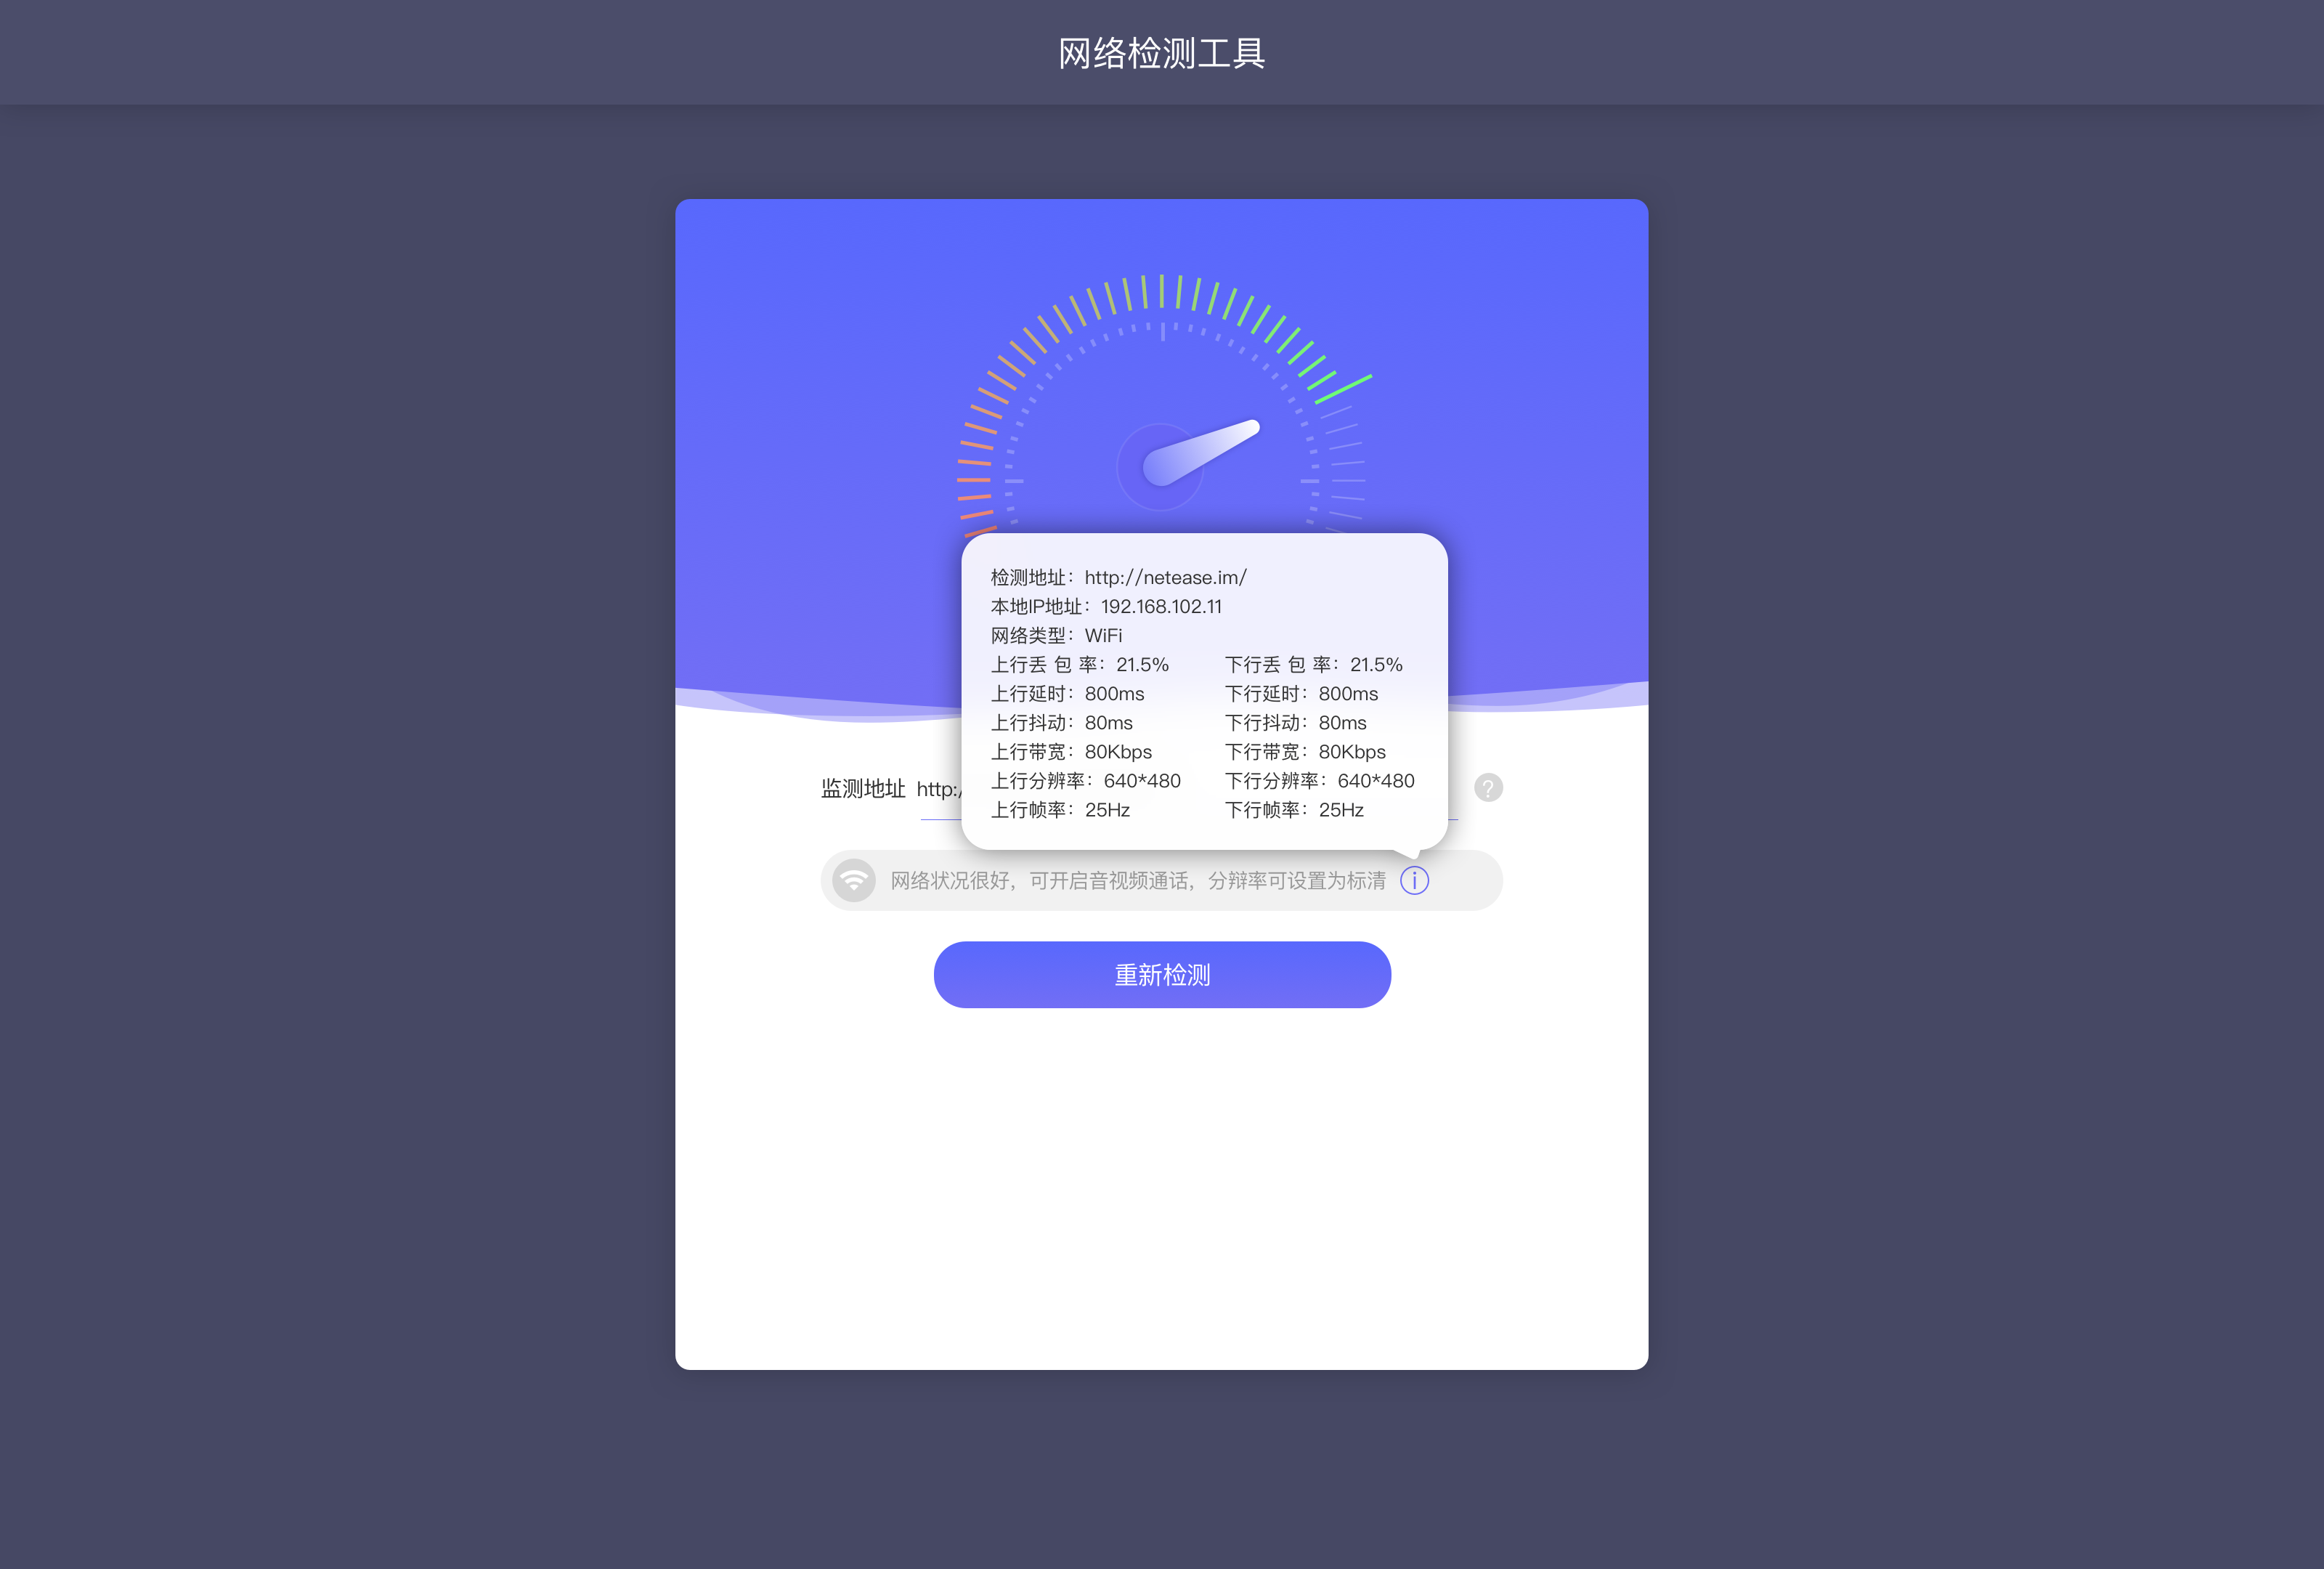 网络检测工具
检测地址：http://netease.im/
本地IP地址：192.168.102.11
网络类型：WiFi
上行丢 包 率：21.5% 下行丢 包 率：21.5%
上行延时：800ms 下行延时：800ms
上行抖动：80ms 下行抖动：80ms
上行带宽：80Kbps 下行带宽：80Kbps
上行分辨率：640*480 下行分辨率：640*480
上行帧率：25Hz 下行帧率：25Hz
监测地址 http:/
?
网络状况很好，可开启音视频通话，分辩率可设置为标清
重新检测